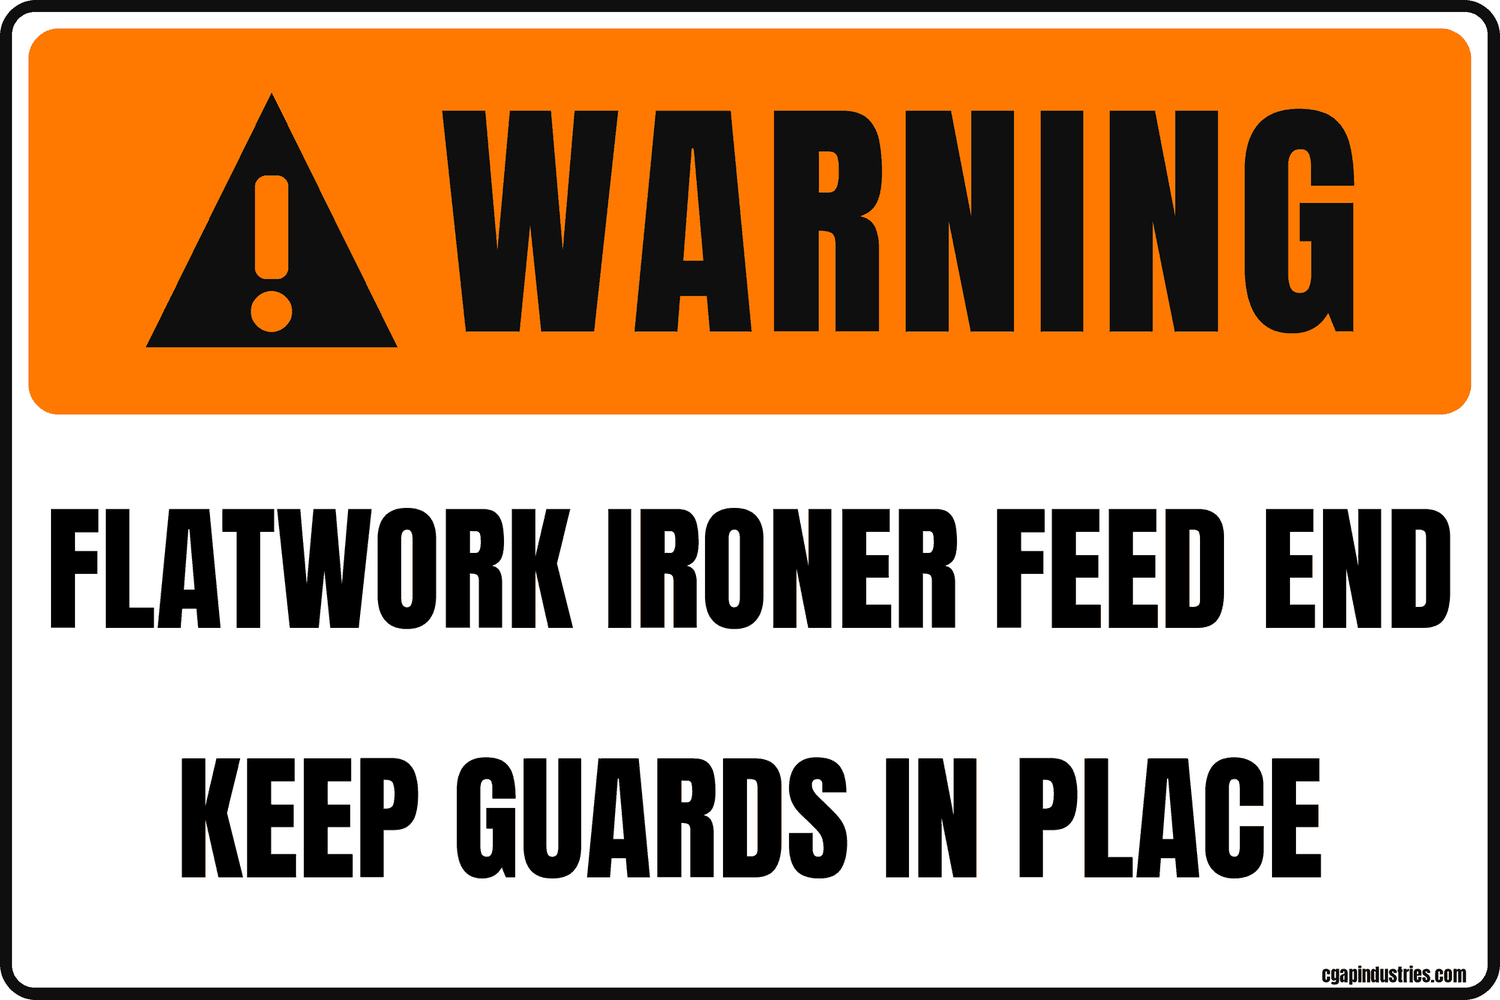 WARNING
FLATWORK IRONER FEED END
KEEP GUARDS IN PLACE
cgapindustries.com